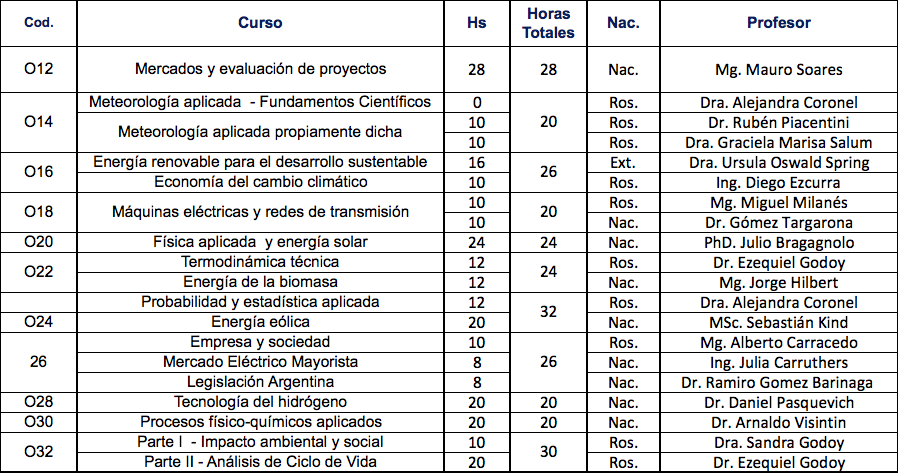 Cod. Curso Hs Horas Totales Nac. Profesor
O12 Mercados y evaluación de proyectos 28 28 Nac. Mg. Mauro Soares
O14 Meteorología aplicada - Fundamentos Científicos 0 20 Ros. Dra. Alejandra Coronel
Meteorología aplicada propiamente dicha 10 Ros. Dr. Rubén Piacentini
10 Ros. Dra. Graciela Marisa Salum
O16 Energía renovable para el desarrollo sustentable 16 26 Ext. Dra. Ursula Oswald Spring
Economía del cambio climático 10 Ros. Ing. Diego Ezcurra
O18 Máquinas eléctricas y redes de transmisión 10 20 Ros. Mg. Miguel Milanés
10 Nac. Dr. Gómez Targarona
O20 Física aplicada y energía solar 24 24 Nac. PhD. Julio Bragagnolo
O22 Termodinámica técnica 12 24 Ros. Dr. Ezequiel Godoy
Energía de la biomasa 12 Nac. Mg. Jorge Hilbert
Probabilidad y estadística aplicada 12 32 Ros. Dra. Alejandra Coronel
O24 Energía eólica 20 Nac. MSc. Sebastián Kind
26 Empresa y sociedad 10 26 Ros. Mg. Alberto Carracedo
Mercado Eléctrico Mayorista 8 Nac. Ing. Julia Carruthers
Legislación Argentina 8 Nac. Dr. Ramiro Gomez Barinaga
O28 Tecnología del hidrógeno 20 20 Nac. Dr. Daniel Pasquevich
O30 Procesos físico-químicos aplicados 20 20 Nac. Dr. Arnaldo Visintin
O32 Parte I - Impacto ambiental y social 10 30 Ros. Dra. Sandra Godoy
Parte II - Análisis de Ciclo de Vida 20 Ros. Dr. Ezequiel Godoy